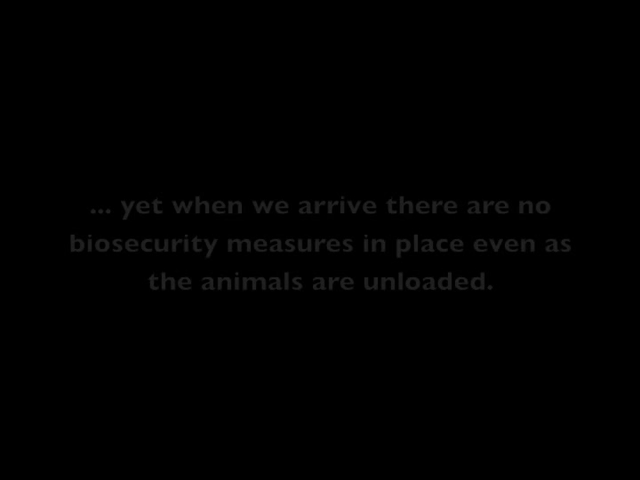 ... yet when we arrive there are no
biosecurity measures in place even as
the animals are unloaded.